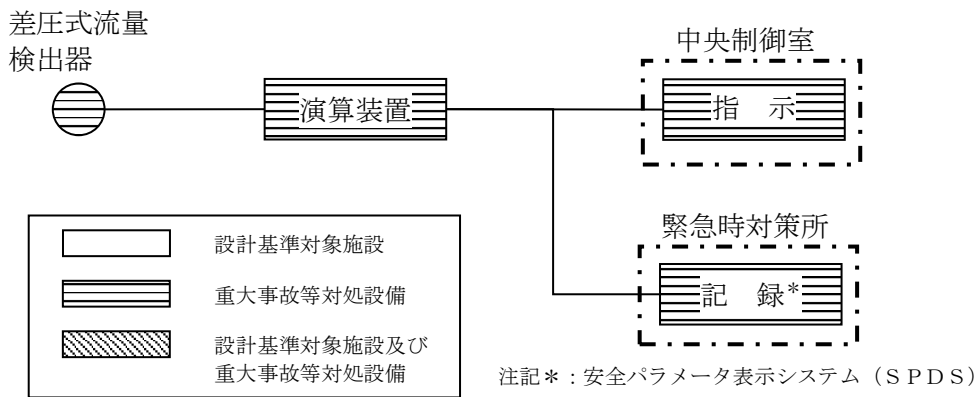 差圧式流量
検出器
中央制御室
演算装置
指　示
緊急時対策所
記　録*
設計基準対象施設
重大事故等対処設備
設計基準対象施設及び
重大事故等対処設備
注記＊：安全パラメータ表示システム（ＳＰＤＳ）